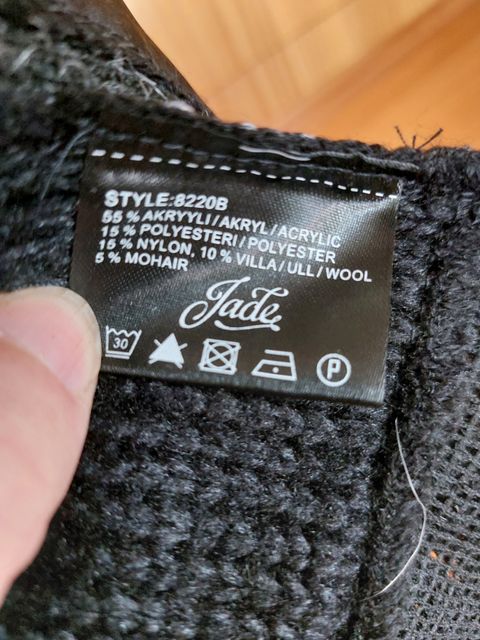 STYLE:8220B
55 % AKRYYLI / AKRYL / ACRYLIC
15 % POLYESTERI / POLYESTER
15 % NYLON, 10 % VILLA / ULL / WOOL
5 % MOHAIR
Jade
30
P